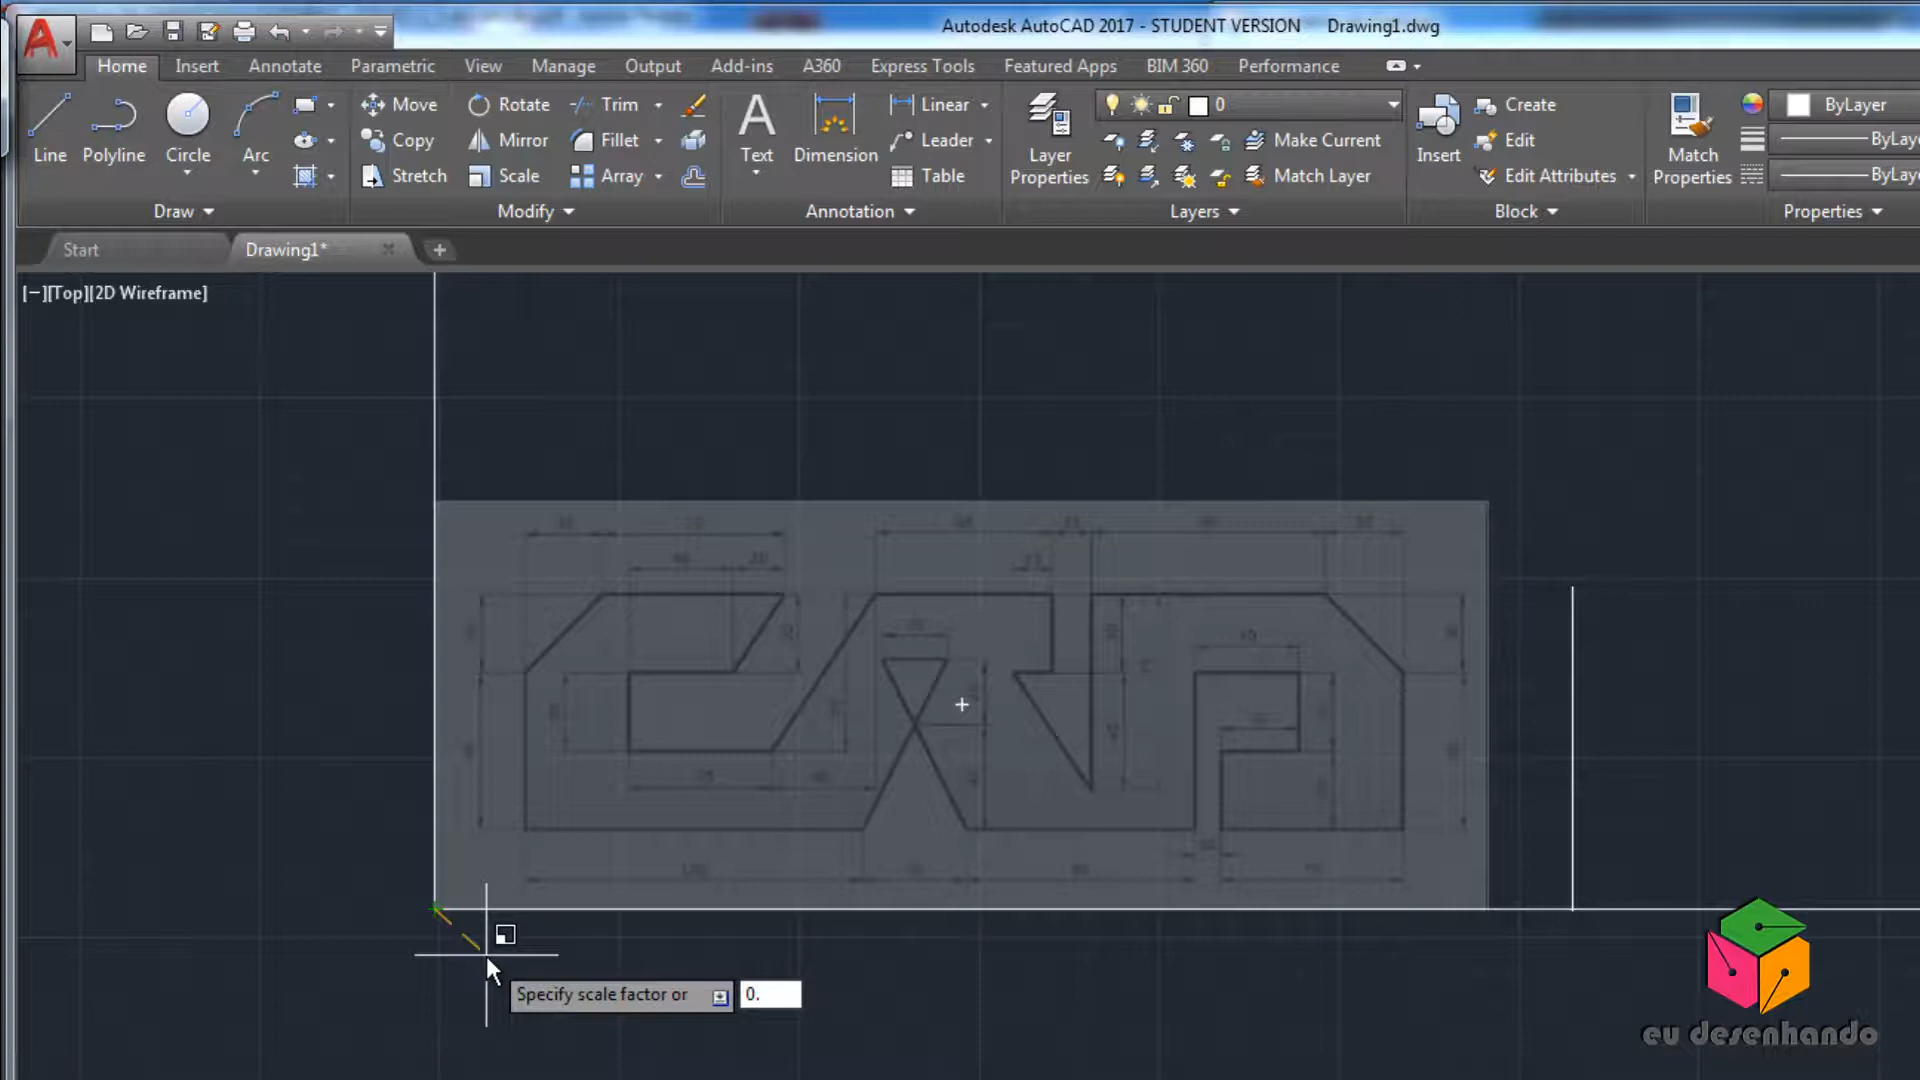 Autodesk AutoCAD 2017 - STUDENT VERSION Drawing1.dwg
Home Insert Annotate Parametric View Manage Output Add-ins A360 Express Tools Featured Apps BIM 360 Performance
Line Polyline Circle Arc
Move Rotate Trim
Copy Mirror Fillet
Stretch Scale Array
Text Dimension
Linear
Leader
Table
Layer Properties
0
Make Current
Match Layer
Insert
Create
Edit
Edit Attributes
Match Properties
ByLayer
Draw Modify Annotation Layers Block Properties
Start Drawing1*
[−][Top][2D Wireframe]
Specify scale factor or 0.
eu desenhando